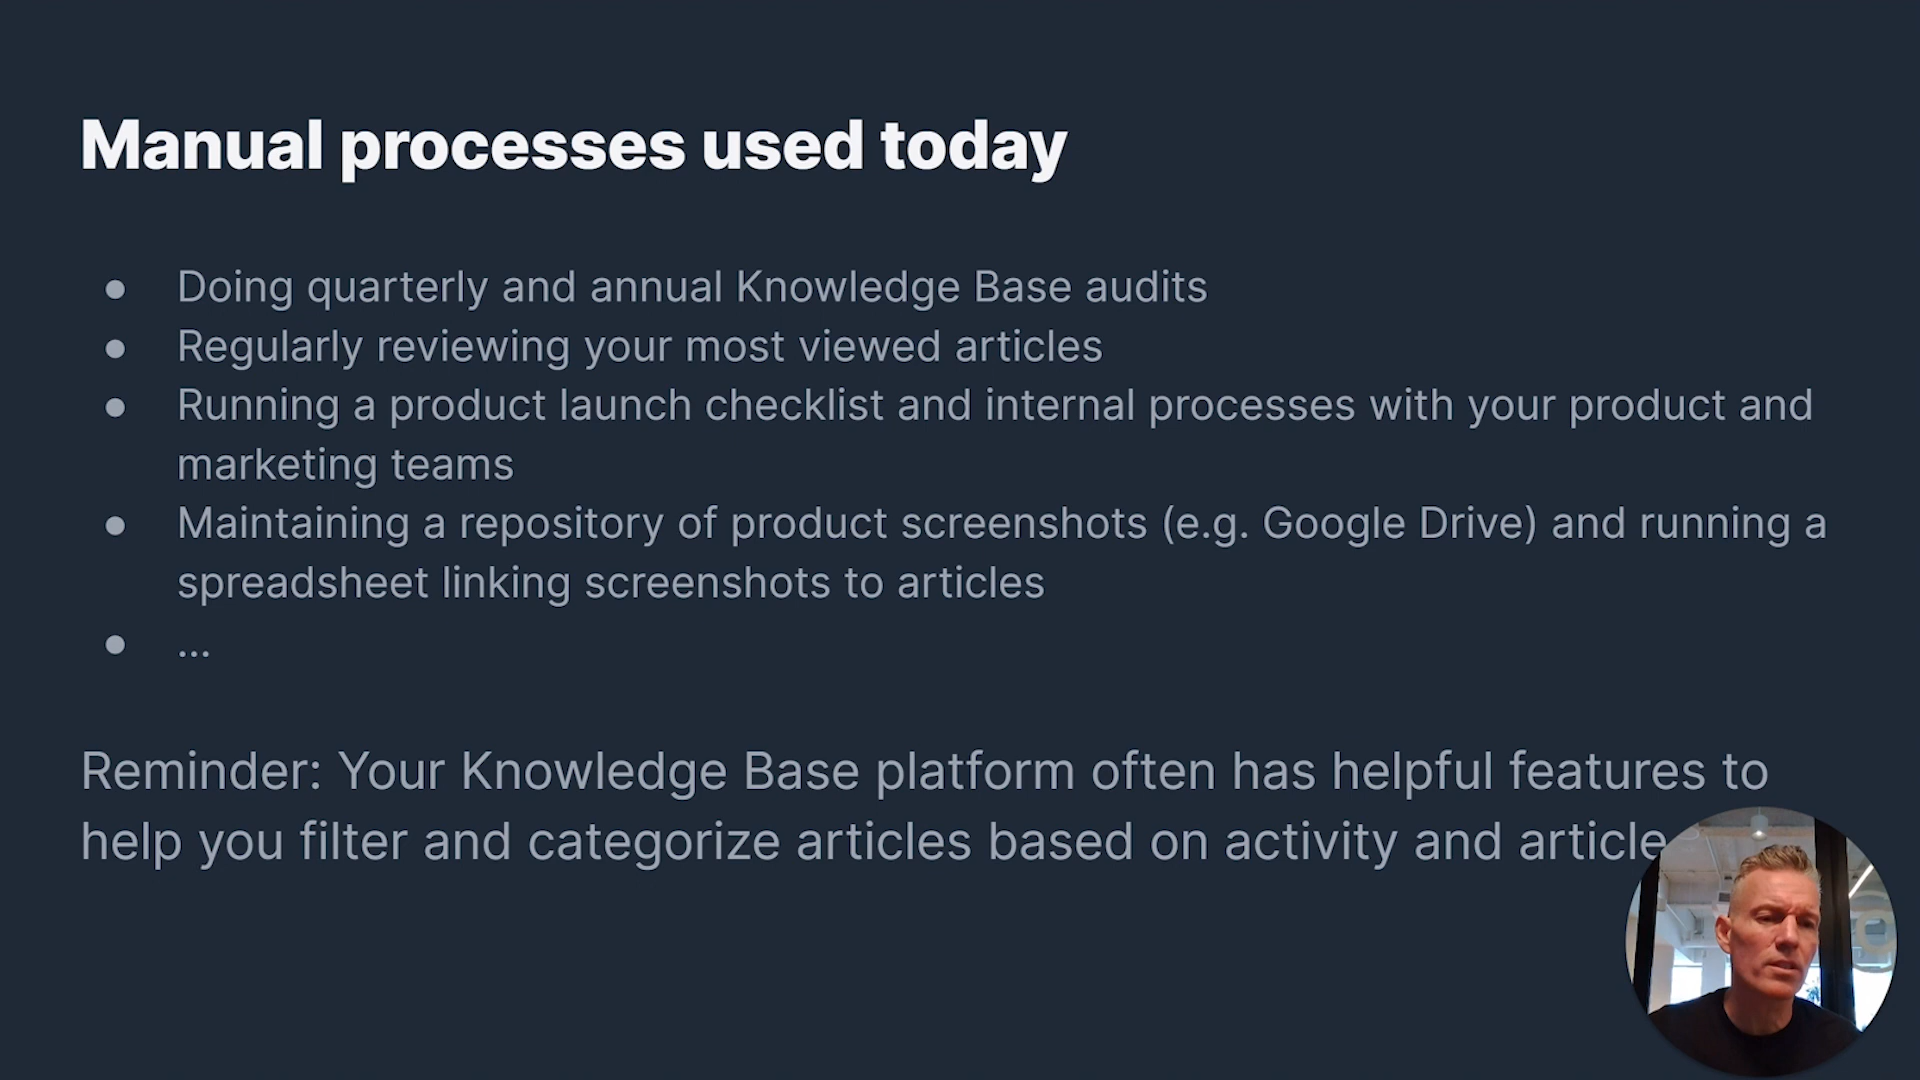 Manual processes used today
● Doing quarterly and annual Knowledge Base audits
● Regularly reviewing your most viewed articles
● Running a product launch checklist and internal processes with your product and
marketing teams
● Maintaining a repository of product screenshots (e.g. Google Drive) and running a
spreadsheet linking screenshots to articles
● ...
Reminder: Your Knowledge Base platform often has helpful features to
help you filter and categorize articles based on activity and article